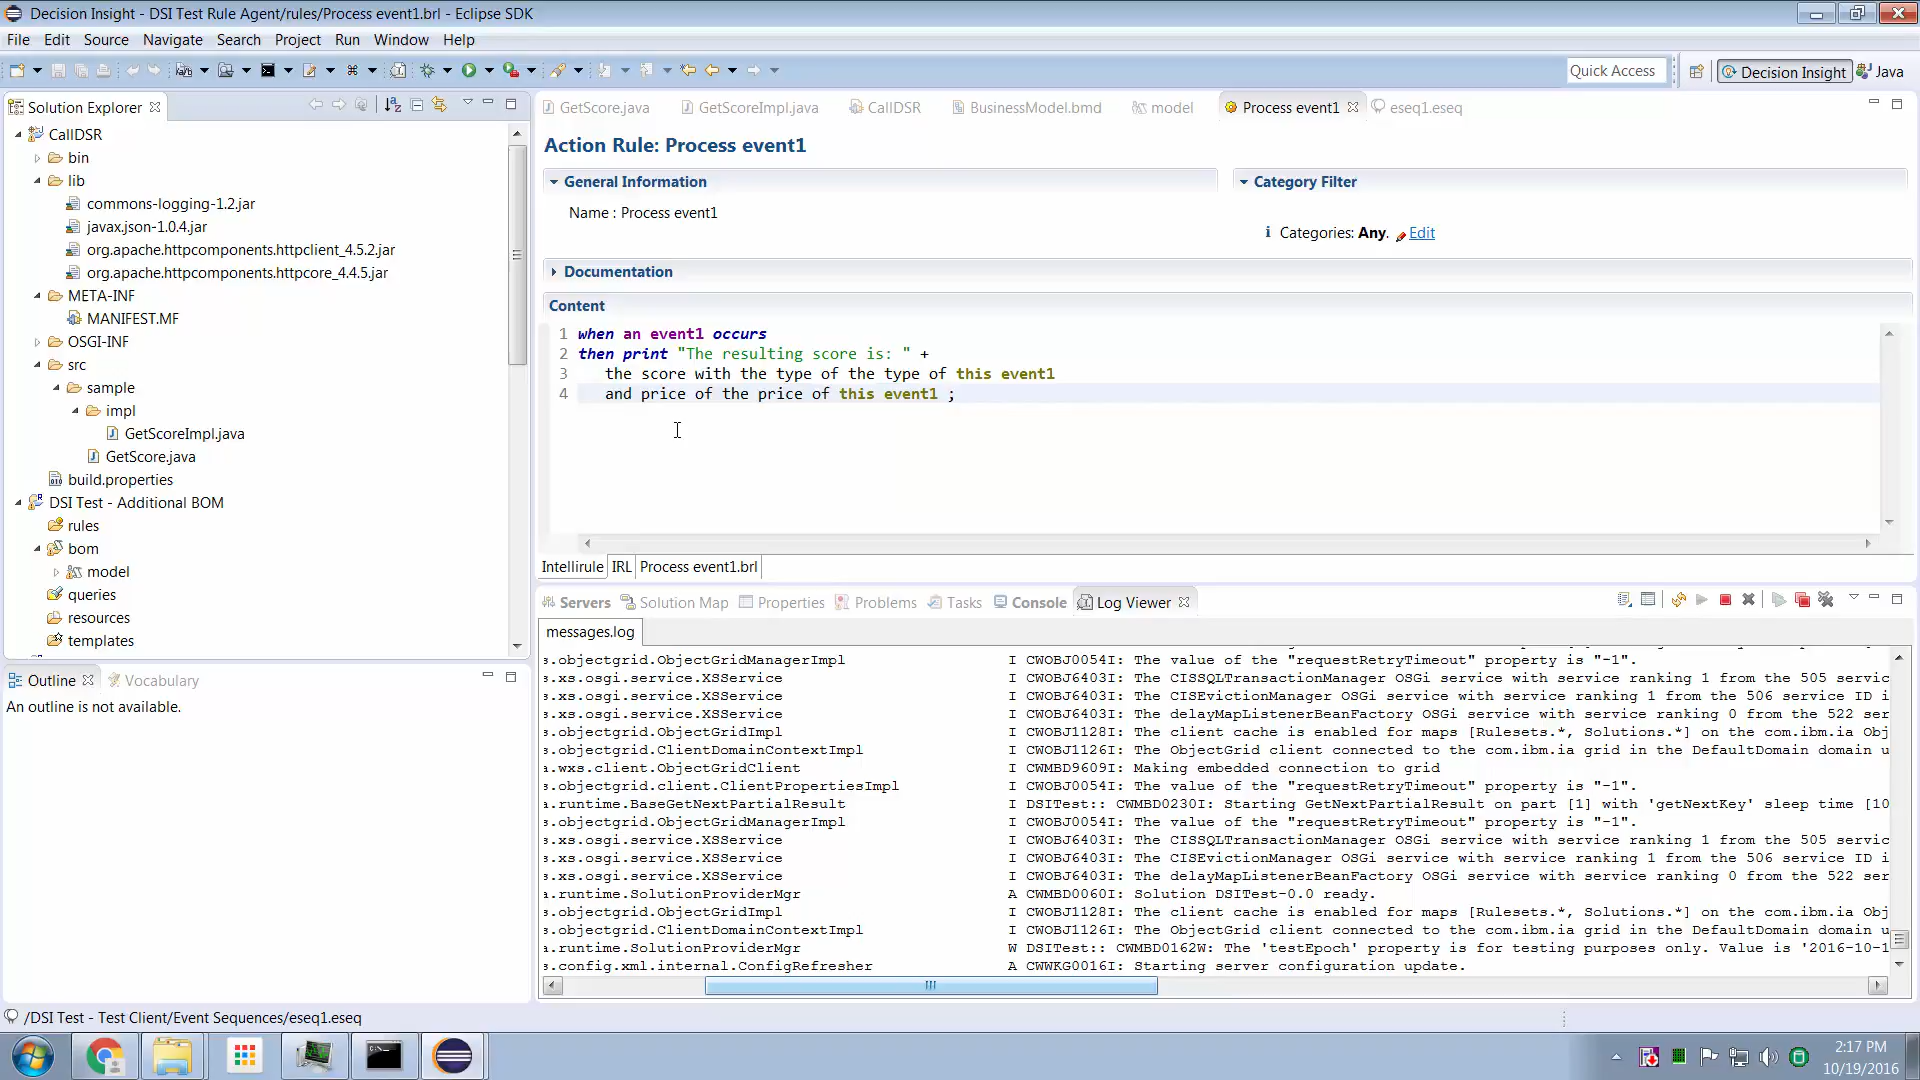 Decision Insight - DSI Test Rule Agent/rules/Process event1.brl - Eclipse SDK
File Edit Source Navigate Search Project Run Window Help
Quick Access
Decision Insight
Java
Solution Explorer
CallDSR
bin
lib
commons-logging-1.2.jar
javax.json-1.0.4.jar
org.apache.httpcomponents.httpclient_4.5.2.jar
org.apache.httpcomponents.httpcore_4.4.5.jar
META-INF
MANIFEST.MF
OSGI-INF
src
sample
impl
GetScoreImpl.java
GetScore.java
build.properties
DSI Test - Additional BOM
rules
bom
model
queries
resources
templates
Outline
Vocabulary
An outline is not available.
GetScore.java GetScoreImpl.java CallDSR BusinessModel.bmd model Process event1 eseq1.eseq
Action Rule: Process event1
General Information
Name : Process event1
Category Filter
Categories: Any. Edit
Documentation
Content
1 when an event1 occurs
2 then print "The resulting score is: " +
3 the score with the type of the type of this event1
4 and price of the price of this event1 ;
Intellirule IRL Process event1.brl
Servers Solution Map Properties Problems Tasks Console Log Viewer
messages.log
s.objectgrid.ObjectGridManagerImpl I CWOBJ0054I: The value of the "requestRetryTimeout" property is "-1".
s.xs.osgi.service.XSService I CWOBJ6403I: The CISSQLTransactionManager OSGi service with service ranking 1 from the 505 servic
s.xs.osgi.service.XSService I CWOBJ6403I: The CISEvictionManager OSGi service with service ranking 1 from the 506 service ID i
s.xs.osgi.service.XSService I CWOBJ6403I: The delayMapListenerBeanFactory OSGi service with service ranking 0 from the 522 ser
s.objectgrid.ObjectGridImpl I CWOBJ1128I: The client cache is enabled for maps [Rulesets.*, Solutions.*] on the com.ibm.ia Obj
s.objectgrid.ClientDomainContextImpl I CWOBJ1126I: The ObjectGrid client connected to the com.ibm.ia grid in the DefaultDomain domain u
a.wxs.client.ObjectGridClient I CWMBD9609I: Making embedded connection to grid
s.objectgrid.client.ClientPropertiesImpl I CWOBJ0054I: The value of the "requestRetryTimeout" property is "-1".
a.runtime.BaseGetNextPartialResult I DSITest:: CWMBD0230I: Starting GetNextPartialResult on part [1] with 'getNextKey' sleep time [10
s.objectgrid.ObjectGridManagerImpl I CWOBJ0054I: The value of the "requestRetryTimeout" property is "-1".
s.xs.osgi.service.XSService I CWOBJ6403I: The CISSQLTransactionManager OSGi service with service ranking 1 from the 505 servic
s.xs.osgi.service.XSService I CWOBJ6403I: The CISEvictionManager OSGi service with service ranking 1 from the 506 service ID i
s.xs.osgi.service.XSService I CWOBJ6403I: The delayMapListenerBeanFactory OSGi service with service ranking 0 from the 522 ser
a.runtime.SolutionProviderMgr A CWMBD0060I: Solution DSITest-0.0 ready.
s.objectgrid.ObjectGridImpl I CWOBJ1128I: The client cache is enabled for maps [Rulesets.*, Solutions.*] on the com.ibm.ia Obj
s.objectgrid.ClientDomainContextImpl I CWOBJ1126I: The ObjectGrid client connected to the com.ibm.ia grid in the DefaultDomain domain u
a.runtime.SolutionProviderMgr W DSITest:: CWMBD0162W: The 'testEpoch' property is for testing purposes only. Value is '2016-10-1
s.config.xml.internal.ConfigRefresher A CWWKG0016I: Starting server configuration update.
/DSI Test - Test Client/Event Sequences/eseq1.eseq
2:17 PM
10/19/2016